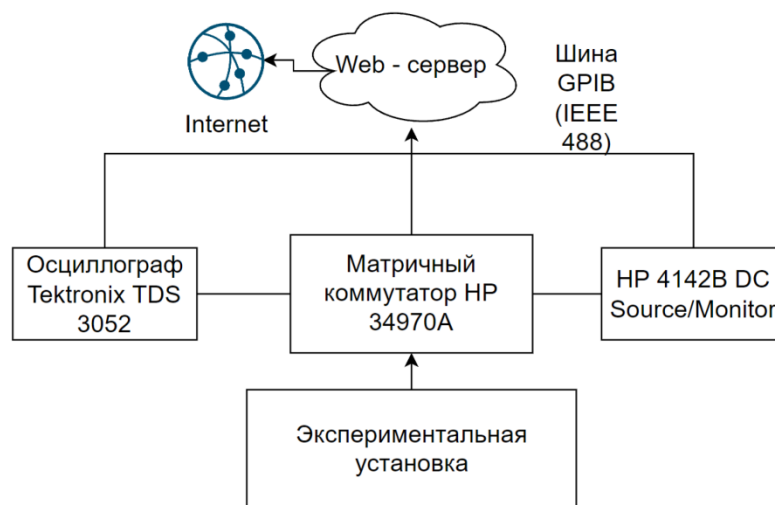 Web - сервер
Шина
GPIB
(IEEE
488)
Internet
Осциллограф
Tektronix TDS
3052
Матричный
коммутатор HP
34970A
HP 4142B DC
Source/Monitor
Экспериментальная
установка